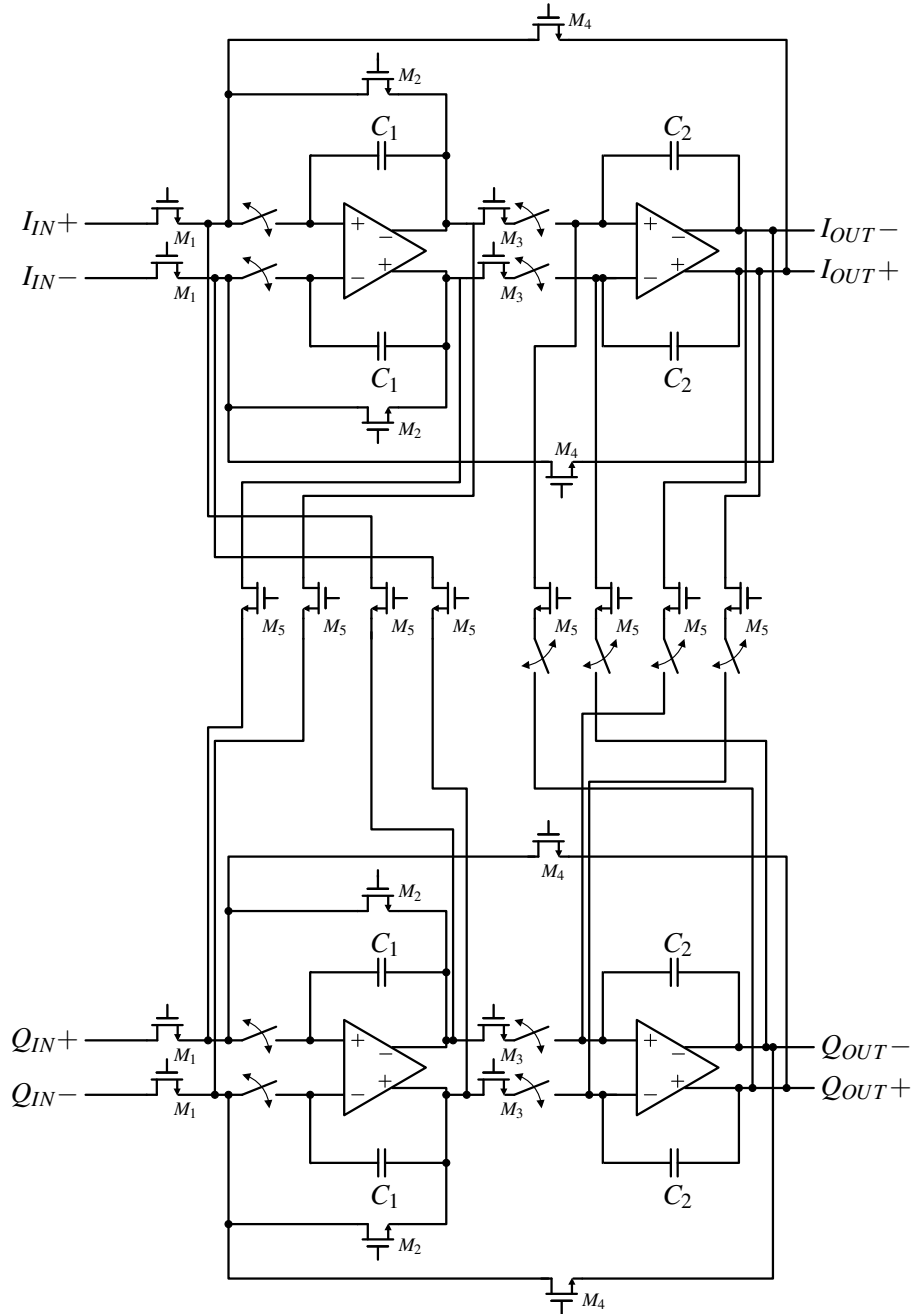 M4
M2
C1 C2
IIN+ M1 + − M3 + − IOUT−
IIN− M1 − + M3 − + IOUT+
C1 C2
M2 M4
M5 M5 M5 M5 M5 M5 M5 M5
M4
M2
C1 C2
QIN+ M1 + − M3 + − QOUT−
QIN− M1 − + M3 − + QOUT+
C1 C2
M2
M4